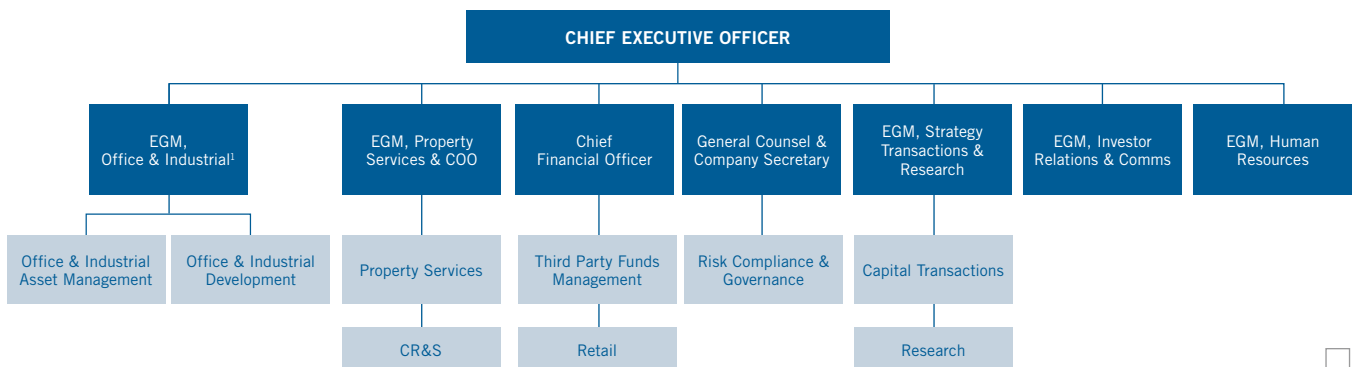 CHIEF EXECUTIVE OFFICER
EGM,
Office & Industrial¹
EGM, Property
Services & COO
Chief
Financial Officer
General Counsel &
Company Secretary
EGM, Strategy
Transactions &
Research
EGM, Investor
Relations & Comms
EGM, Human
Resources
Office & Industrial
Asset Management
Office & Industrial
Development
Property Services
Third Party Funds
Management
Risk Compliance &
Governance
Capital Transactions
CR&S
Retail
Research